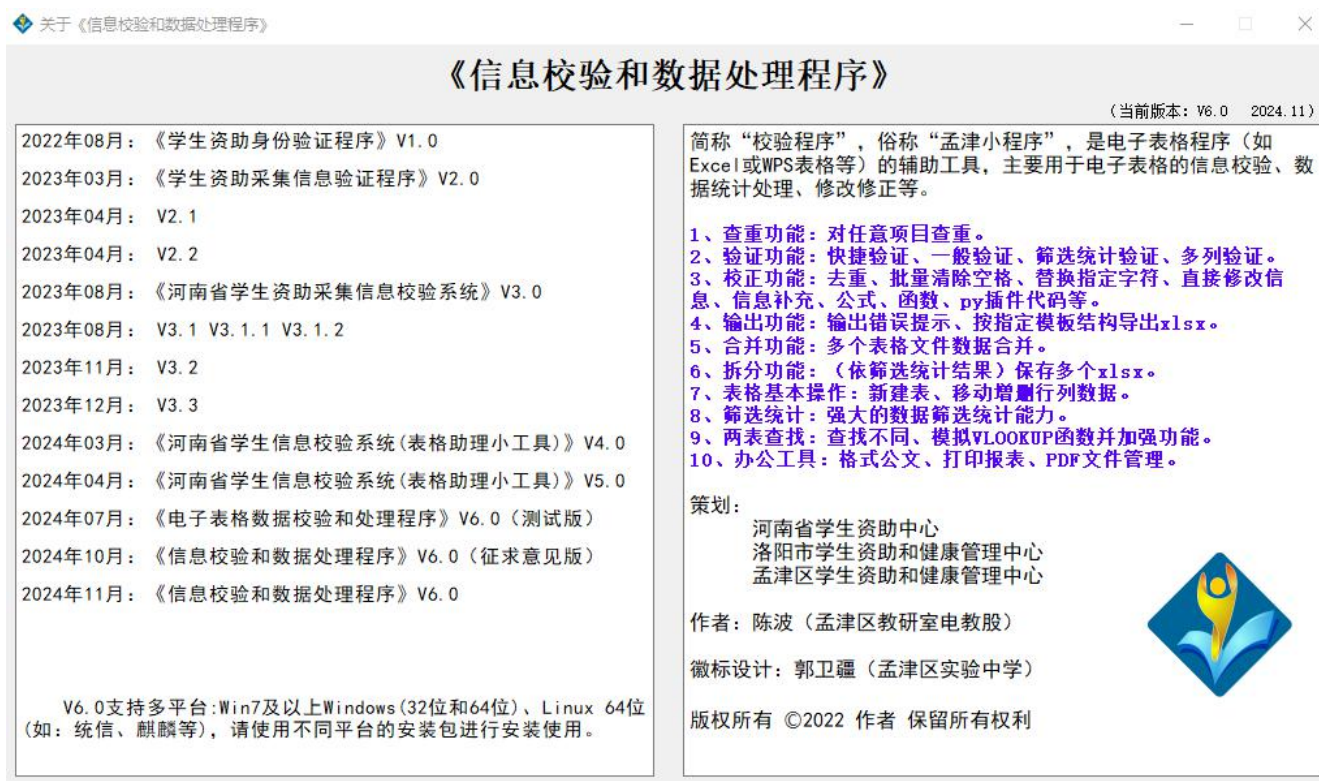 关于《信息校验和数据处理程序》
《信息校验和数据处理程序》
（当前版本：V6.0 2024.11）
2022年08月：《学生资助身份验证程序》V1.0
2023年03月：《学生资助采集信息验证程序》V2.0
2023年04月： V2.1
2023年04月： V2.2
2023年08月：《河南省学生资助采集信息校验系统》V3.0
2023年08月： V3.1 V3.1.1 V3.1.2
2023年11月： V3.2
2023年12月： V3.3
2024年03月：《河南省学生信息校验系统(表格助理小工具)》V4.0
2024年04月：《河南省学生信息校验系统(表格助理小工具)》V5.0
2024年07月：《电子表格数据校验和处理程序》V6.0（测试版）
2024年10月：《信息校验和数据处理程序》V6.0（征求意见版）
2024年11月：《信息校验和数据处理程序》V6.0
V6.0支持多平台:Win7及以上Windows(32位和64位)、Linux 64位
(如：统信、麒麟等)，请使用不同平台的安装包进行安装使用。
简称“校验程序”，俗称“孟津小程序”，是电子表格程序（如
Excel或WPS表格等）的辅助工具，主要用于电子表格的信息校验、数
据统计处理、修改修正等。
1、查重功能：对任意项目查重。
2、验证功能：快捷验证、一般验证、筛选统计验证、多列验证。
3、校正功能：去重、批量清除空格、替换指定字符、直接修改信
息、信息补充、公式、函数、py插件代码等。
4、输出功能：输出错误提示、按指定模板结构导出xlsx。
5、合并功能：多个表格文件数据合并。
6、拆分功能：（依筛选统计结果）保存多个xlsx。
7、表格基本操作：新建表、移动增删行列数据。
8、筛选统计：强大的数据筛选统计能力。
9、两表查找：查找不同、模拟VLOOKUP函数并加强功能。
10、办公工具：格式公文、打印报表、PDF文件管理。
策划：
河南省学生资助中心
洛阳市学生资助和健康管理中心
孟津区学生资助和健康管理中心
作者：陈波（孟津区教研室电教股）
徽标设计：郭卫疆（孟津区实验中学）
版权所有 ©2022 作者 保留所有权利